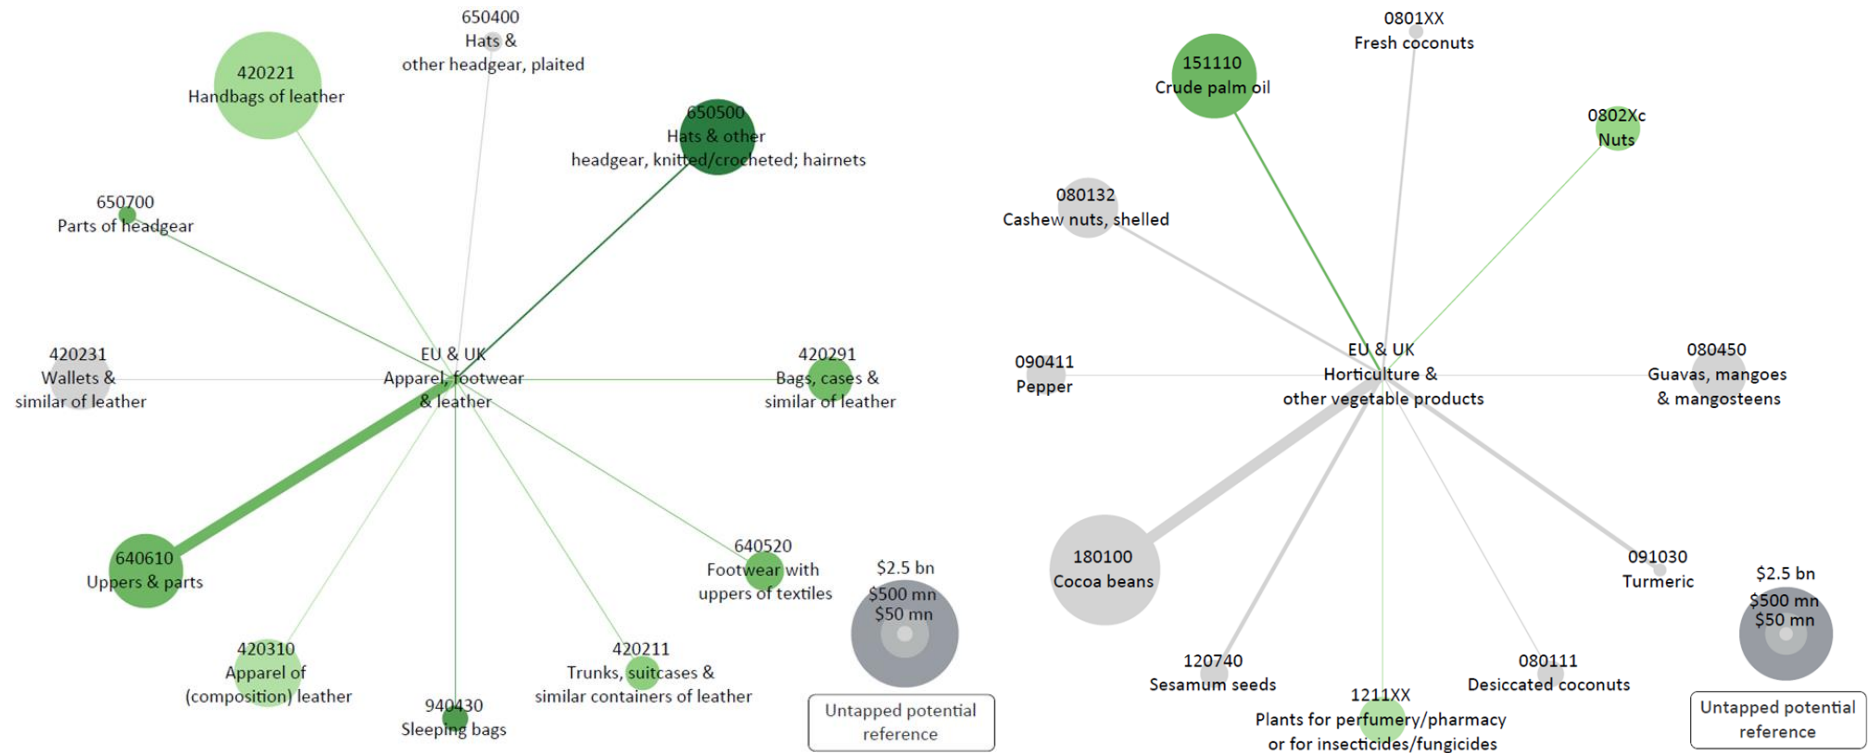 650400
Hats &
other headgear, plaited
420221
Handbags of leather
650500
Hats & other
headgear, knitted/crocheted; hairnets
650700
Parts of headgear
420231
Wallets &
similar of leather
EU & UK
Apparel, footwear
& leather
420291
Bags, cases &
similar of leather
640610
Uppers & parts
640520
Footwear with
uppers of textiles
420310
Apparel of
(composition) leather
420211
Trunks, suitcases &
similar containers of leather
940430
Sleeping bags
$2.5 bn
$500 mn
$50 mn
Untapped potential
reference
0801XX
Fresh coconuts
151110
Crude palm oil
0802Xc
Nuts
080132
Cashew nuts, shelled
090411
Pepper
EU & UK
Horticulture &
other vegetable products
080450
Guavas, mangoes
& mangosteens
180100
Cocoa beans
091030
Turmeric
120740
Sesamum seeds
080111
Desiccated coconuts
1211XX
Plants for perfumery/pharmacy
or for insecticides/fungicides
$2.5 bn
$500 mn
$50 mn
Untapped potential
reference